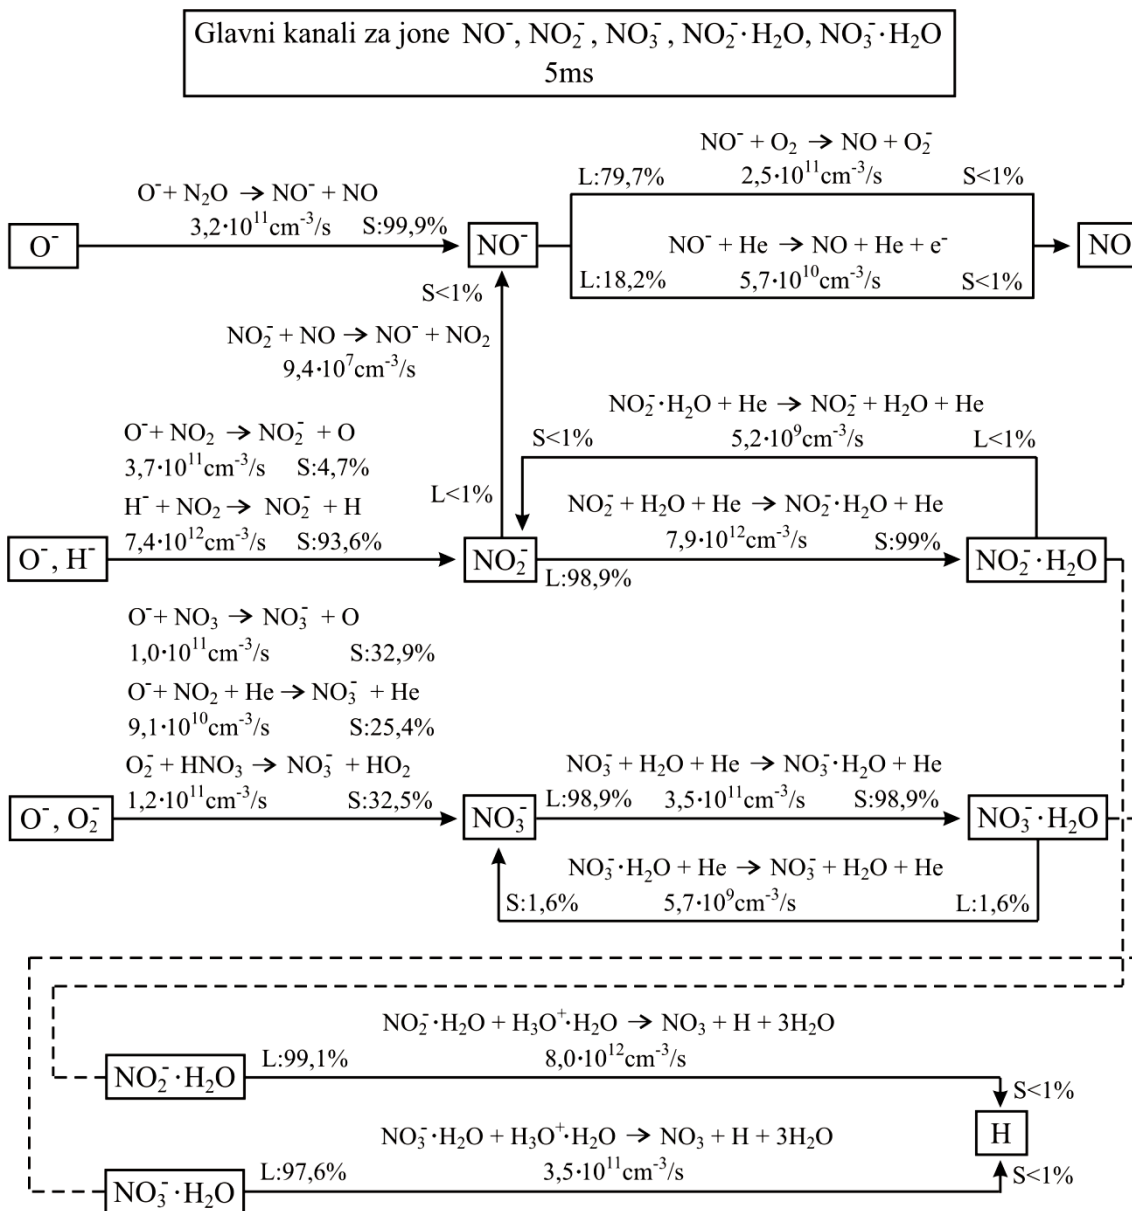 Glavni kanali za jone NO⁻, NO₂⁻, NO₃⁻, NO₂⁻·H₂O, NO₃⁻·H₂O
5ms
NO⁻ + O₂ → NO + O₂⁻
L:79,7% 2,5·10¹¹cm⁻³/s S<1%
O⁻ + N₂O → NO⁻ + NO
3,2·10¹¹cm⁻³/s S:99,9%
O⁻
NO⁻
NO⁻ + He → NO + He + e⁻
L:18,2% 5,7·10¹⁰cm⁻³/s S<1%
NO
S<1%
NO₂⁻ + NO → NO⁻ + NO₂
9,4·10⁷cm⁻³/s
L<1%
NO₂⁻·H₂O + He → NO₂⁻ + H₂O + He
S<1% 5,2·10⁹cm⁻³/s L<1%
O⁻ + NO₂ → NO₂⁻ + O
3,7·10¹¹cm⁻³/s S:4,7%
H⁻ + NO₂ → NO₂⁻ + H
7,4·10¹²cm⁻³/s S:93,6%
O⁻, H⁻
NO₂⁻
NO₂⁻ + H₂O + He → NO₂⁻·H₂O + He
7,9·10¹²cm⁻³/s S:99%
L:98,9%
NO₂⁻·H₂O
O⁻ + NO₃ → NO₃⁻ + O
1,0·10¹¹cm⁻³/s S:32,9%
O⁻ + NO₂ + He → NO₃⁻ + He
9,1·10¹⁰cm⁻³/s S:25,4%
O₂⁻ + HNO₃ → NO₃⁻ + HO₂
1,2·10¹¹cm⁻³/s S:32,5%
O⁻, O₂⁻
NO₃⁻
NO₃⁻ + H₂O + He → NO₃⁻·H₂O + He
L:98,9% 3,5·10¹¹cm⁻³/s S:98,9%
NO₃⁻·H₂O
NO₃⁻·H₂O + He → NO₃⁻ + H₂O + He
S:1,6% 5,7·10⁹cm⁻³/s L:1,6%
NO₂⁻·H₂O + H₃O⁺·H₂O → NO₃ + H + 3H₂O
L:99,1% 8,0·10¹²cm⁻³/s
NO₂⁻·H₂O
S<1%
H
NO₃⁻·H₂O + H₃O⁺·H₂O → NO₃ + H + 3H₂O
L:97,6% 3,5·10¹¹cm⁻³/s S<1%
NO₃⁻·H₂O